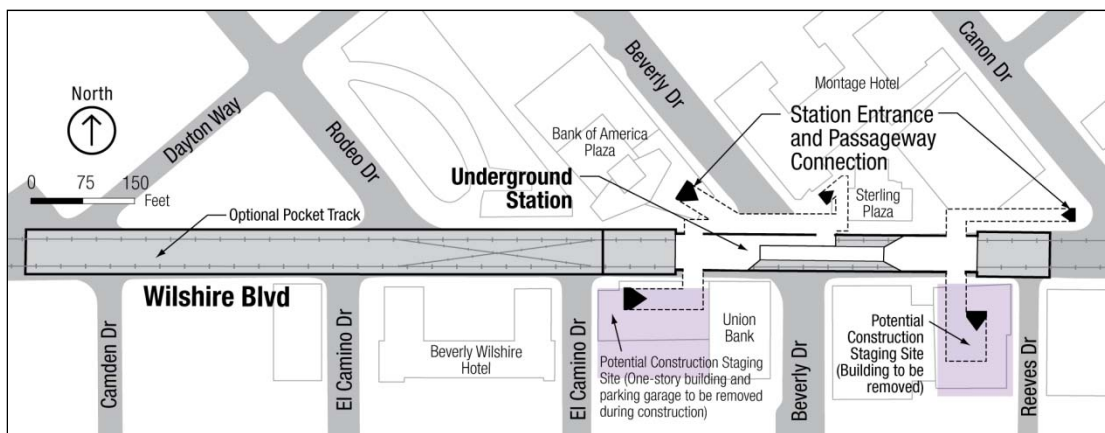 North
0 75 150
Feet
Dayton Way
Rodeo Dr
Beverly Dr
Canon Dr
Montage Hotel
Station Entrance
and Passageway
Connection
Bank of America
Plaza
Underground
Station
Sterling
Plaza
Optional Pocket Track
Wilshire Blvd
Camden Dr
El Camino Dr
Beverly Wilshire
Hotel
El Camino Dr
Potential Construction Staging
Site (One-story building and
parking garage to be removed
during construction)
Union
Bank
Beverly Dr
Potential
Construction
Staging Site
(Building to be
removed)
Reeves Dr